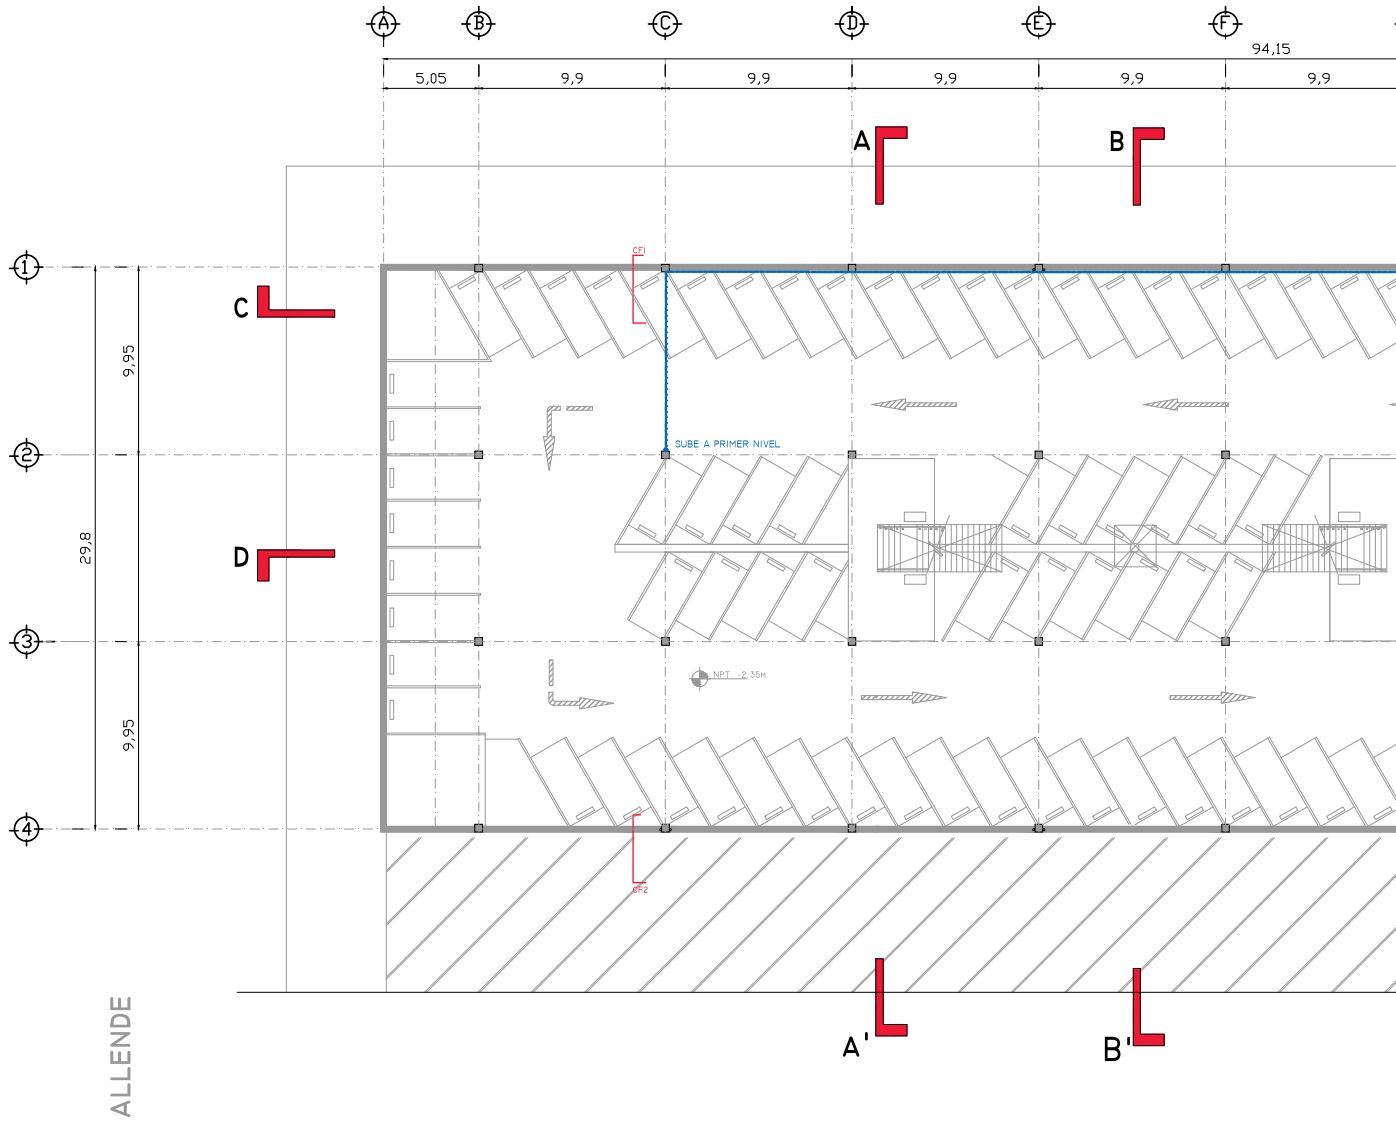 A B C D E F
94,15
5,05 9,9 9,9 9,9 9,9 9,9
A B
CF1
1
C
9,95
SUBE A PRIMER NIVEL
2
29,8
D
3
NPT. -2.35M
9,95
4
CF2
A' B'
ALLENDE